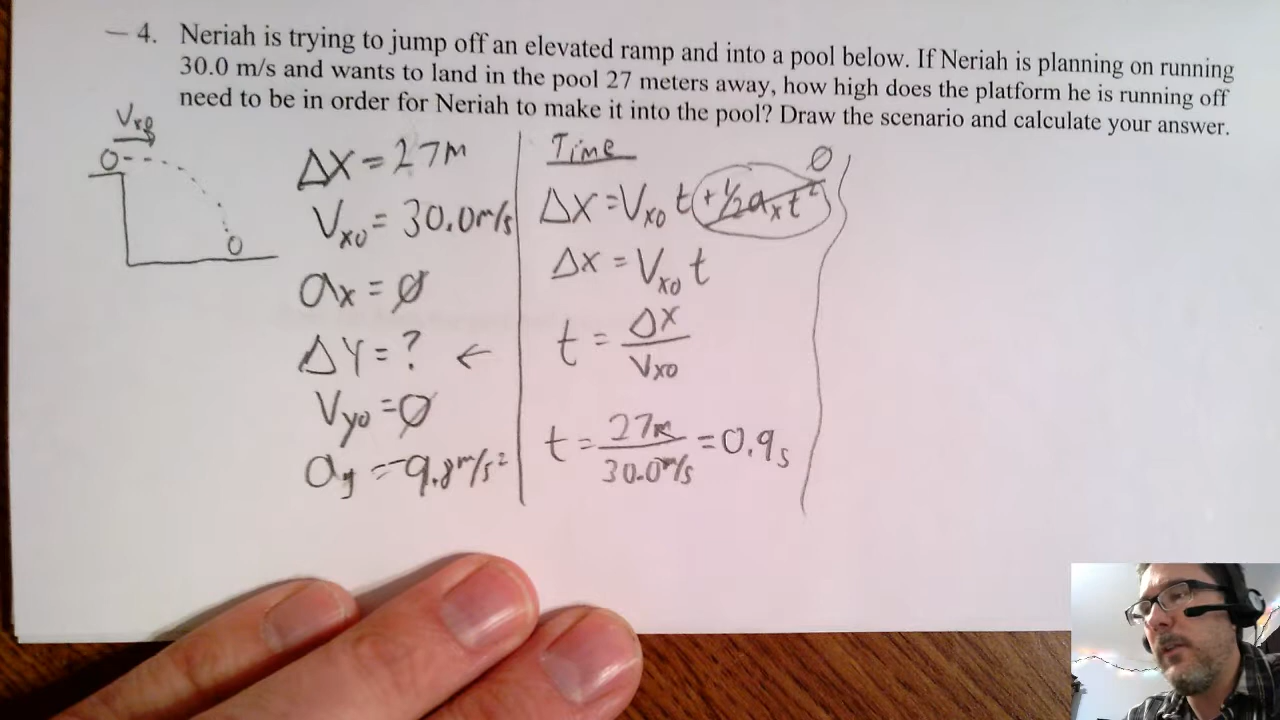 — 4. Neriah is trying to jump off an elevated ramp and into a pool below. If Neriah is planning on running
30.0 m/s and wants to land in the pool 27 meters away, how high does the platform he is running off
need to be in order for Neriah to make it into the pool? Draw the scenario and calculate your answer.
Vx0
ΔX = 27m
Vx0 = 30.0m/s
ax = ∅
ΔY = ? ←
Vy0 = ∅
ay = -9.8m/s²
Time
ΔX = Vx0 t + ½axt² ∅
Δx = Vx0 t
t = ΔX / Vx0
t = 27m / 30.0m/s = 0.9s